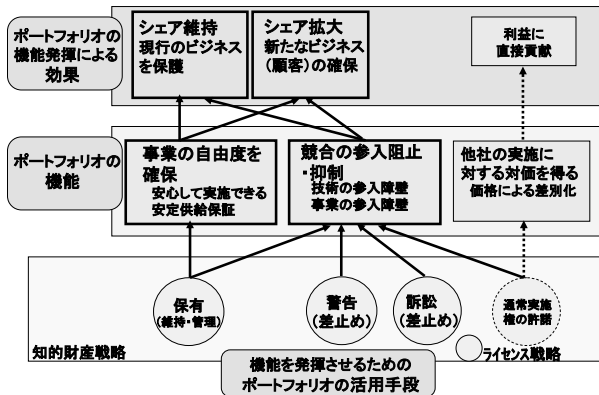 ポートフォリオの
機能発揮による
効果
シェア維持
現行のビジネス
を保護
シェア拡大
新たなビジネス
(顧客)の確保
利益に
直接貢献
ポートフォリオの
機能
事業の自由度を
確保
安心して実施できる
安定供給保証
競合の参入阻止
・抑制
技術の参入障壁
事業の参入障壁
他社の実施に
対する対価を得る
価格による差別化
保有
(維持・管理)
警告
(差止め)
訴訟
(差止め)
通常実施
権の許諾
知的財産戦略
ライセンス戦略
機能を発揮させるための
ポートフォリオの活用手段